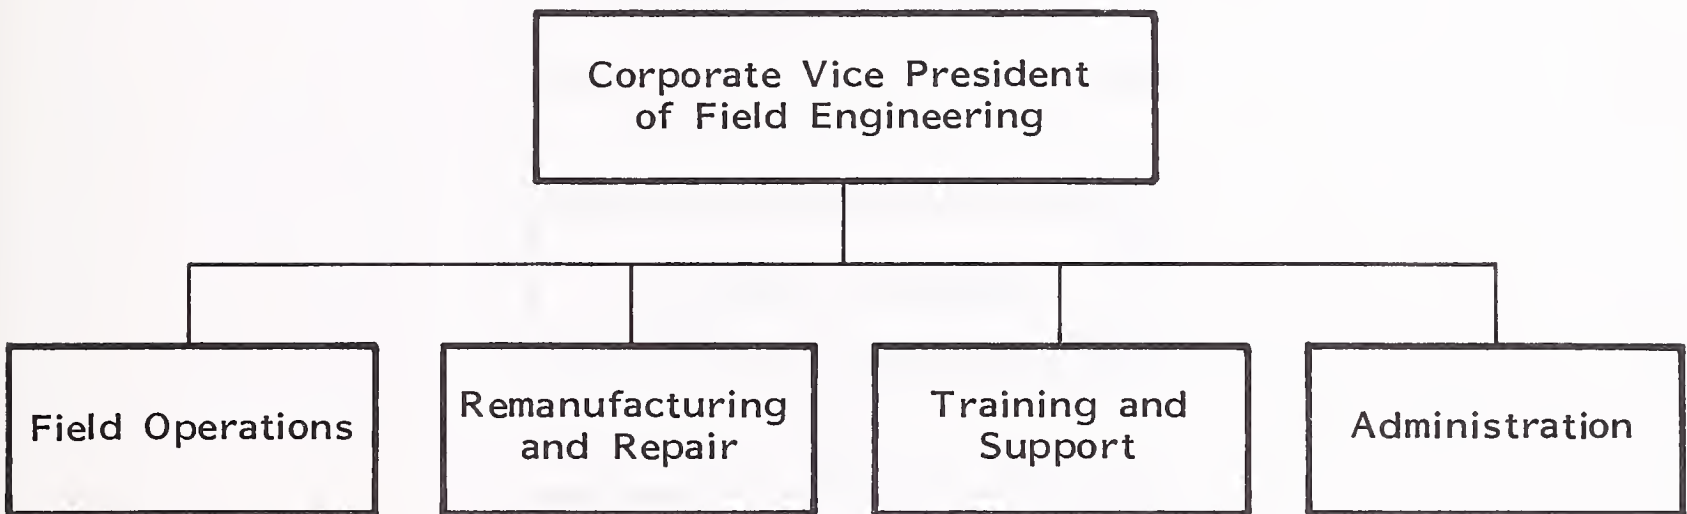 Corporate Vice President
of Field Engineering
Field Operations
Remanufacturing
and Repair
Training and
Support
Administration